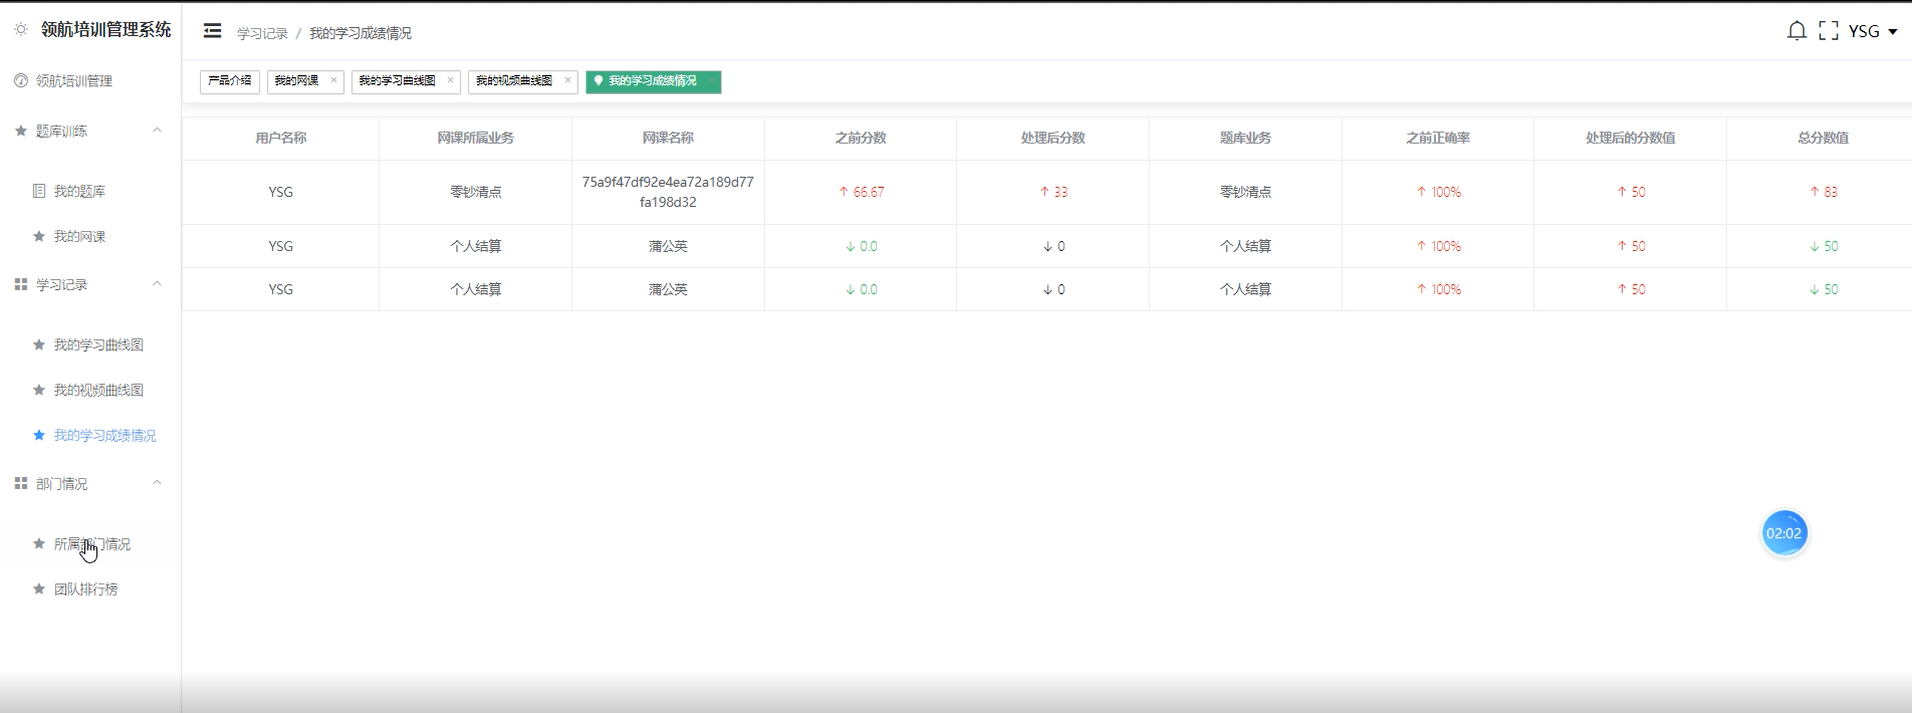 领航培训管理系统
学习记录 / 我的学习成绩情况
YSG
领航培训管理
题库训练
我的题库
我的网课
学习记录
我的学习曲线图
我的视频曲线图
我的学习成绩情况
部门情况
所属部门情况
团队排行榜
产品介绍 我的网课 × 我的学习曲线图 × 我的视频曲线图 × 我的学习成绩情况
用户名称 网课所属业务 网课名称 之前分数 处理后分数 题库业务 之前正确率 处理后的分数值 总分数值
YSG 零钞清点 75a9f47df92e4ea72a189d77 ↑ 66.67 ↑ 33 零钞清点 ↑ 100% ↑ 50 ↑ 83
fa198d32
YSG 个人结算 蒲公英 ↓ 0.0 ↓ 0 个人结算 ↑ 100% ↑ 50 ↓ 50
YSG 个人结算 蒲公英 ↓ 0.0 ↓ 0 个人结算 ↑ 100% ↑ 50 ↓ 50
02:02